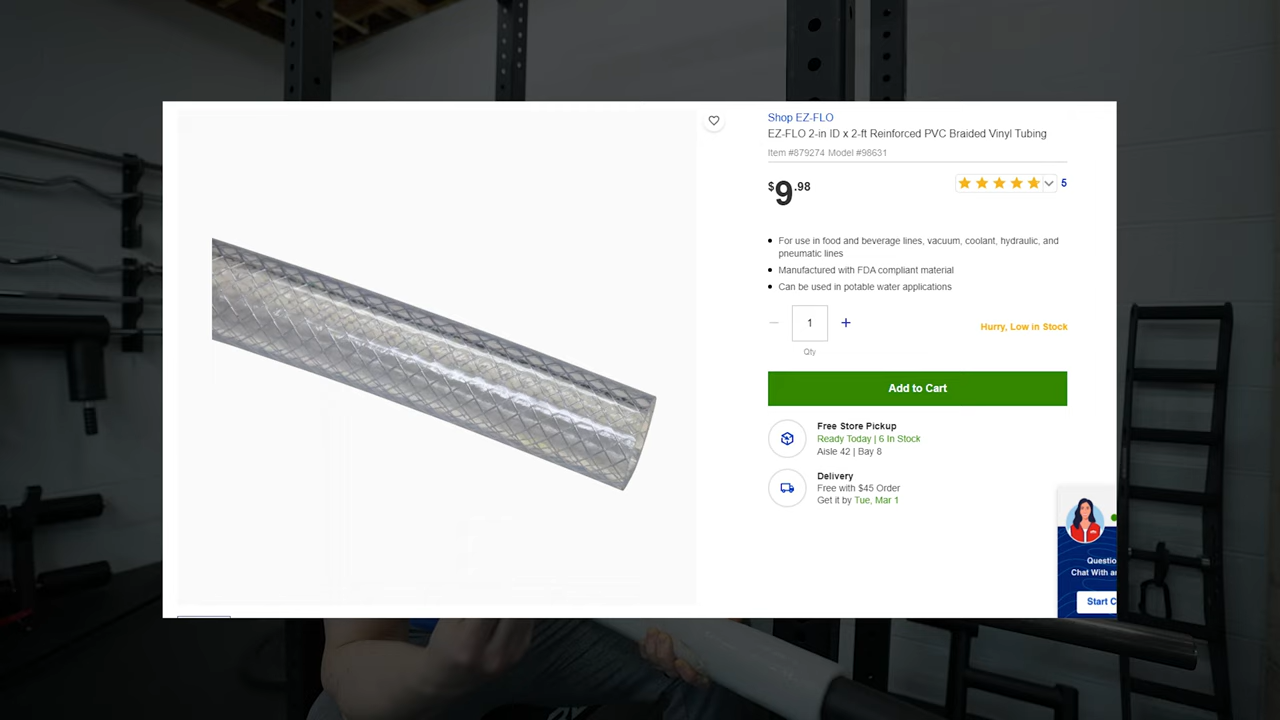 Shop EZ-FLO
EZ-FLO 2-in ID x 2-ft Reinforced PVC Braided Vinyl Tubing
Item #879274 Model #98631
$9.98
5
For use in food and beverage lines, vacuum, coolant, hydraulic, and
pneumatic lines
Manufactured with FDA compliant material
Can be used in potable water applications
1
Hurry, Low in Stock
Qty
Add to Cart
Free Store Pickup
Ready Today | 6 In Stock
Aisle 42 | Bay 8
Delivery
Free with $45 Order
Get it by Tue, Mar 1
Questio
Chat With a
Start C